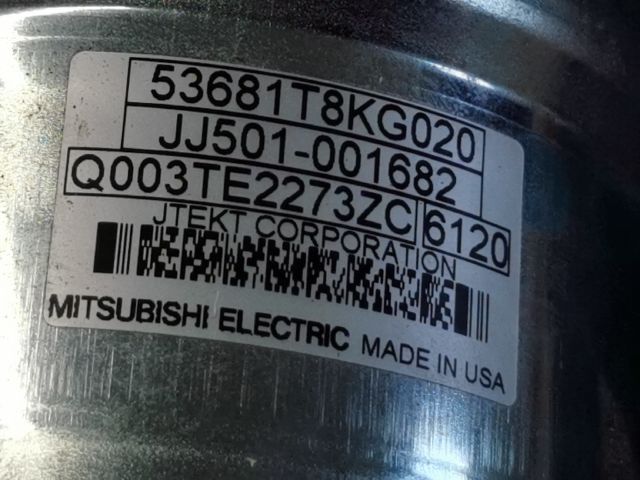 53681T8KG020
JJ501-001682
Q003TE2273ZC 6120
JTEKT CORPORATION
MITSUBISHI ELECTRIC MADE IN USA